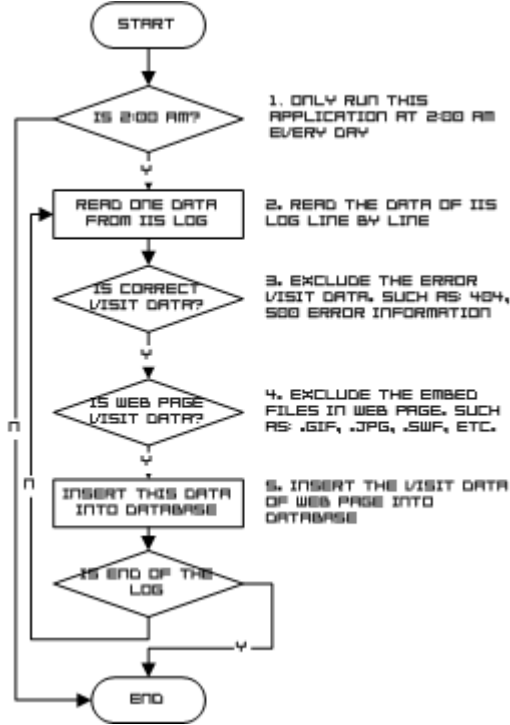 START
IS 2:00 AM?
1. ONLY RUN THIS
APPLICATION AT 2:00 AM
EVERY DAY
Y
READ ONE DATA
FROM IIS LOG
2. READ THE DATA OF IIS
LOG LINE BY LINE
IS CORRECT
VISIT DATA?
3. EXCLUDE THE ERROR
VISIT DATA. SUCH AS: 404,
500 ERROR INFORMATION
Y
IS WEB PAGE
VISIT DATA?
4. EXCLUDE THE EMBED
FILES IN WEB PAGE. SUCH
AS: .GIF, .JPG, .SWF, ETC.
N
Y
N
INSERT THIS DATA
INTO DATABASE
5. INSERT THE VISIT DATA
OF WEB PAGE INTO
DATABASE
IS END OF THE
LOG
Y
END